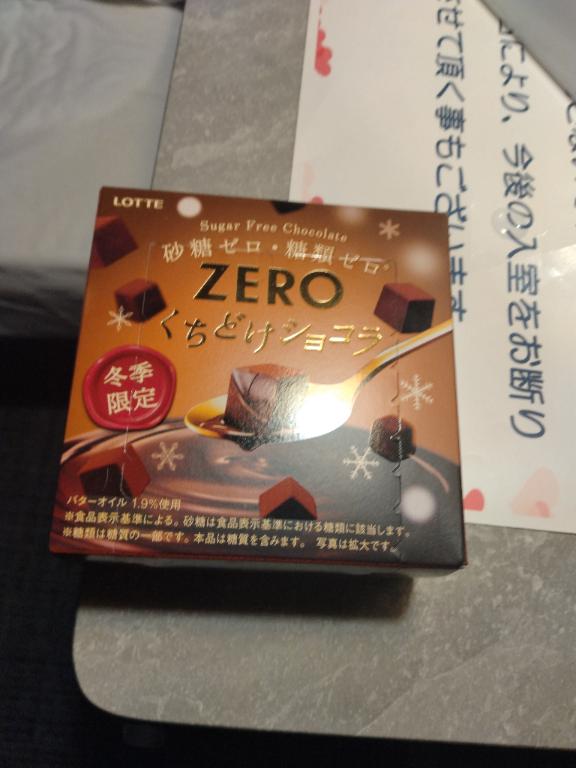 LOTTE
Sugar Free Chocolate
砂糖ゼロ・糖類ゼロ※
ZERO
くちどけショコラ
冬季
限定
バターオイル 1.9%使用
※食品表示基準による。砂糖は食品表示基準における糖類に該当します。
※糖類は糖質の一部です。本品は糖質を含みます。 写真は拡大です。
により、今後の入室をお断り
せて頂く事もございます